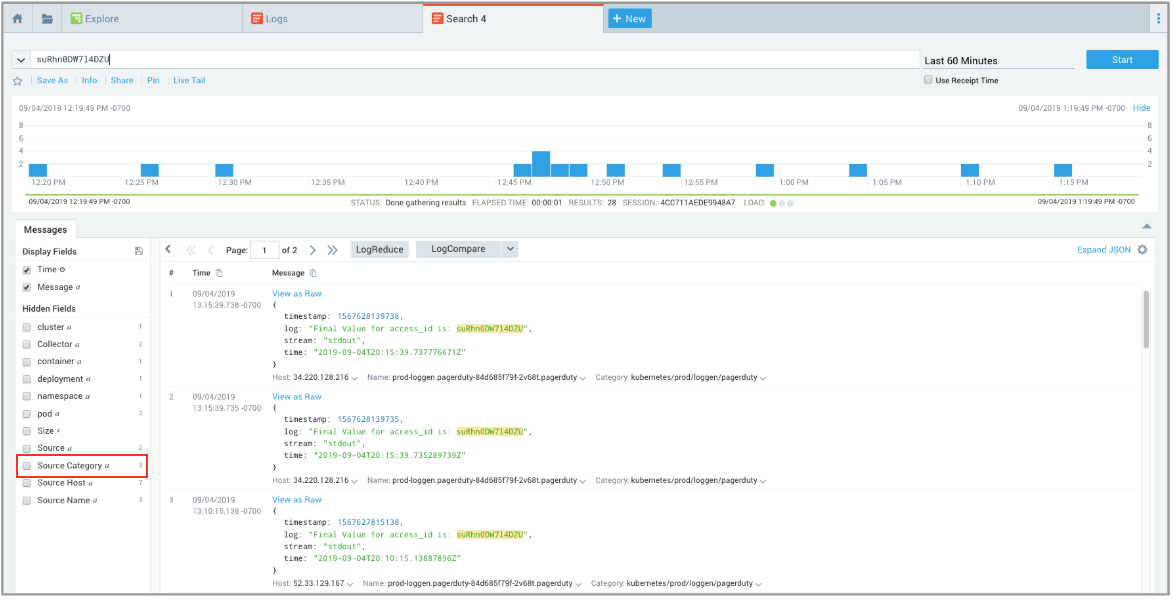 Explore Logs Search 4 + New
suRhn0DW7l4DZU Last 60 Minutes Start
Save As Info Share Pin Live Tail Use Receipt Time
09/04/2019 12:19:49 PM -0700 09/04/2019 1:19:49 PM -0700 Hide
8 8
6 6
4 4
2 2
12:20 PM 12:25 PM 12:30 PM 12:35 PM 12:40 PM 12:45 PM 12:50 PM 12:55 PM 1:00 PM 1:05 PM 1:10 PM 1:15 PM
09/04/2019 12:19:49 PM -0700 STATUS: Done gathering results ELAPSED TIME: 00:00:01 RESULTS: 28 SESSION: 4CC711AEDE9948A7 LOAD: 09/04/2019 1:19:49 PM -0700
Messages
Display Fields
Time
Message a
Hidden Fields
cluster a 1
Collector a 2
container a 1
deployment a 1
namespace a 1
pod a 2
Size #
Source a 2
Source Category a 2
Source Host a 7
Source Name a 3
Page: 1 of 2 LogReduce LogCompare Expand JSON
# Time Message
1 09/04/2019 View as Raw
13:15:39.738 -0700 {
timestamp: 1567628139738,
log: "Final Value for access_id is: suRhn0DW7l4DZU",
stream: "stdout",
time: "2019-09-04T20:15:39.737776671Z"
}
Host: 34.220.128.216 Name: prod-loggen.pagerduty-84d685f79f-2v68t.pagerduty Category: kubernetes/prod/loggen/pagerduty
2 09/04/2019 View as Raw
13:15:39.735 -0700 {
timestamp: 1567628139735,
log: "Final Value for access_id is: suRhn0DW7l4DZU",
stream: "stdout",
time: "2019-09-04T20:15:39.735289739Z"
}
Host: 34.220.128.216 Name: prod-loggen.pagerduty-84d685f79f-2v68t.pagerduty Category: kubernetes/prod/loggen/pagerduty
3 09/04/2019 View as Raw
13:10:15.138 -0700 {
timestamp: 1567627815138,
log: "Final Value for access_id is: suRhn0DW7l4DZU",
stream: "stdout",
time: "2019-09-04T20:10:15.13887896Z"
}
Host: 52.33.129.167 Name: prod-loggen.pagerduty-84d685f79f-2v68t.pagerduty Category: kubernetes/prod/loggen/pagerduty